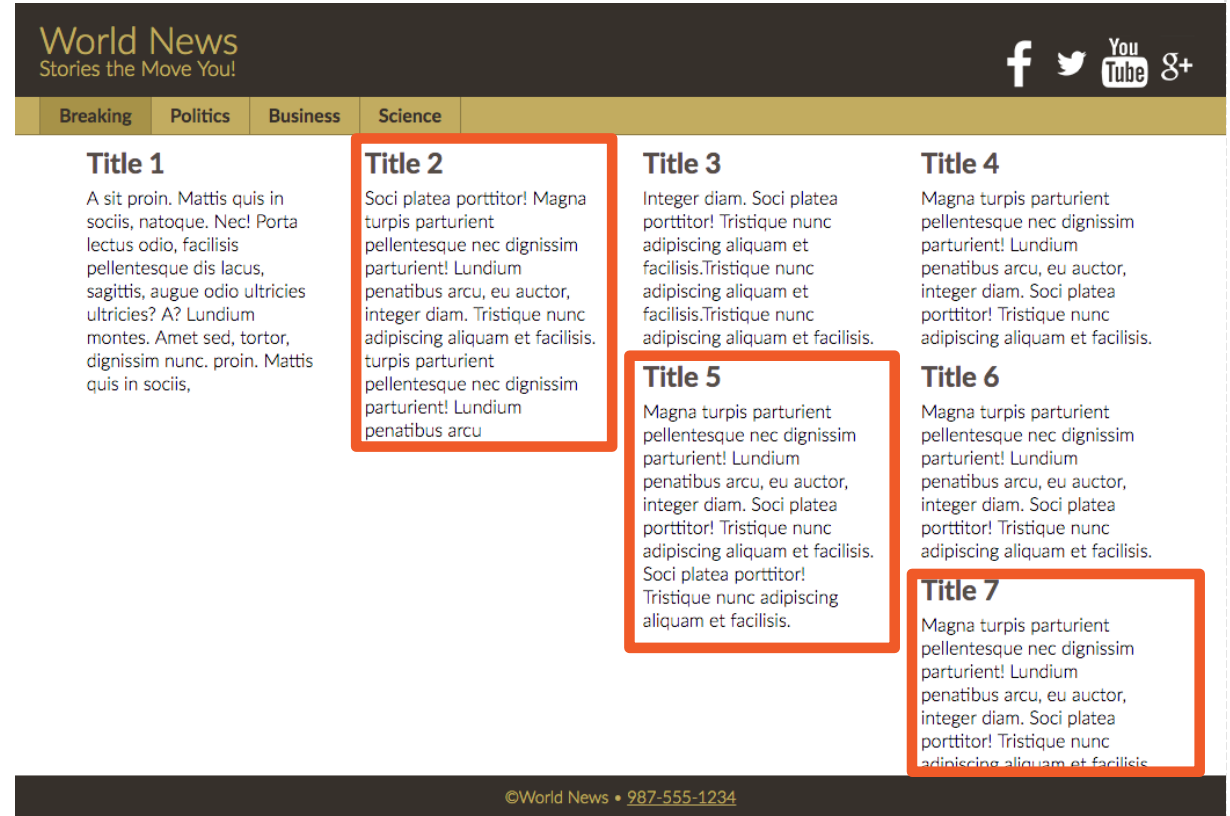 World News
Stories the Move You!
You
Tube
g+
Breaking
Politics
Business
Science
Title 1
A sit proin. Mattis quis in
sociis, natoque. Nec! Porta
lectus odio, facilisis
pellentesque dis lacus,
sagittis, augue odio ultricies
ultricies? A? Lundium
montes. Amet sed, tortor,
dignissim nunc. proin. Mattis
quis in sociis,
Title 2
Soci platea porttitor! Magna
turpis parturient
pellentesque nec dignissim
parturient! Lundium
penatibus arcu, eu auctor,
integer diam. Tristique nunc
adipiscing aliquam et facilisis.
turpis parturient
pellentesque nec dignissim
parturient! Lundium
penatibus arcu
Title 3
Integer diam. Soci platea
porttitor! Tristique nunc
adipiscing aliquam et
facilisis.Tristique nunc
adipiscing aliquam et
facilisis.Tristique nunc
adipiscing aliquam et facilisis.
Title 4
Magna turpis parturient
pellentesque nec dignissim
parturient! Lundium
penatibus arcu, eu auctor,
integer diam. Soci platea
porttitor! Tristique nunc
adipiscing aliquam et facilisis.
Title 5
Magna turpis parturient
pellentesque nec dignissim
parturient! Lundium
penatibus arcu, eu auctor,
integer diam. Soci platea
porttitor! Tristique nunc
adipiscing aliquam et facilisis.
Soci platea porttitor!
Tristique nunc adipiscing
aliquam et facilisis.
Title 6
Magna turpis parturient
pellentesque nec dignissim
parturient! Lundium
penatibus arcu, eu auctor,
integer diam. Soci platea
porttitor! Tristique nunc
adipiscing aliquam et facilisis.
Title 7
Magna turpis parturient
pellentesque nec dignissim
parturient! Lundium
penatibus arcu, eu auctor,
integer diam. Soci platea
porttitor! Tristique nunc
adipiscing aliquam et facilisis
©World News • 987-555-1234